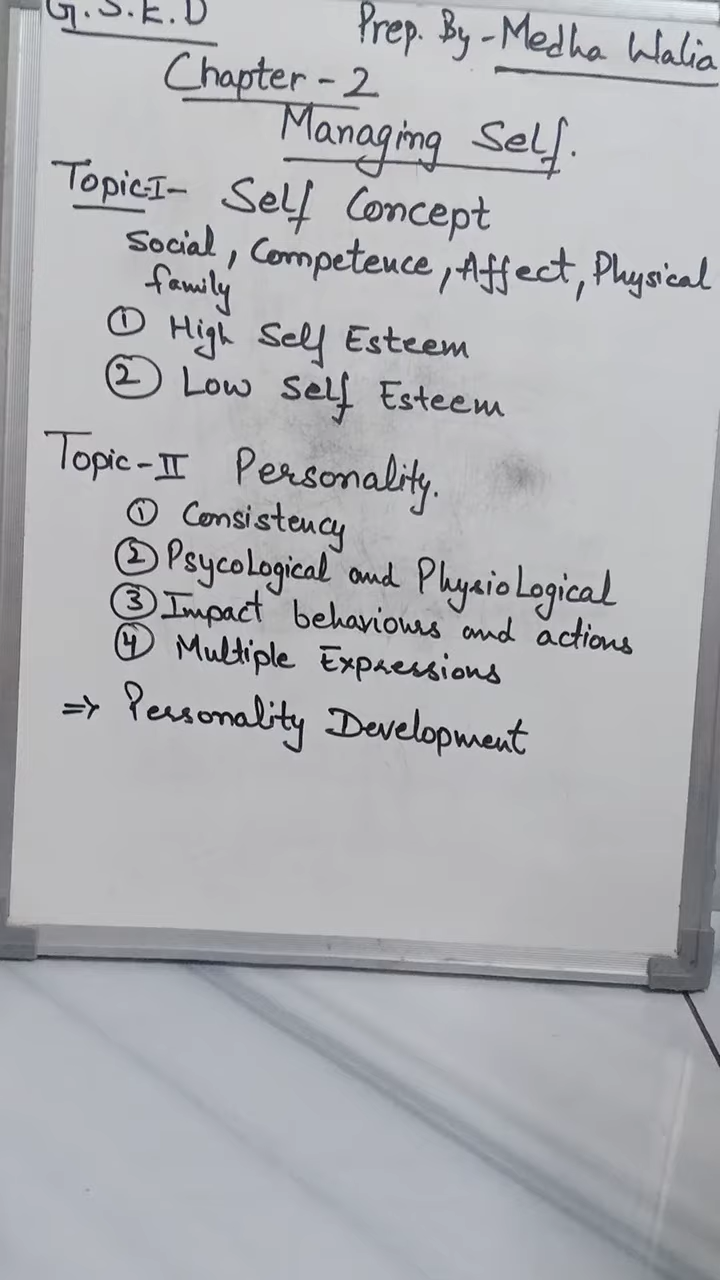 G.S.E.D
Prep. By - Medha Walia
Chapter - 2
Managing Self.
Topic-I- Self Concept
Social, Competence, Affect, Physical
family
① High Self Esteem
② Low Self Esteem
Topic-II Personality.
① Consistency
② Psycological and Physiological
③ Impact behaviours and actions
④ Multiple Expressions
⇒ Personality Development